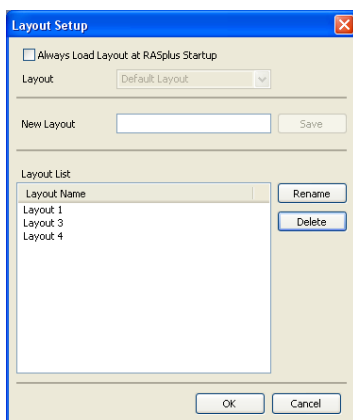 Layout Setup
Always Load Layout at RASplus Startup
Layout Default Layout
New Layout Save
Layout List
Layout Name
Rename
Layout 1
Layout 3
Delete
Layout 4
OK Cancel